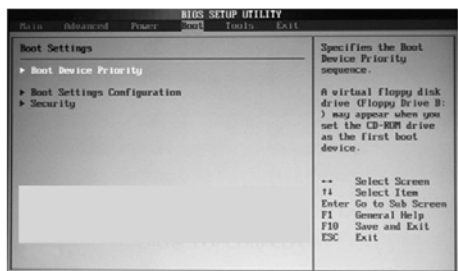 BIOS SETUP UTILITY
Main Advanced Power Boot Tools Exit
Boot Settings
▸ Boot Device Priority
▸ Boot Settings Configuration
▸ Security
Specifies the Boot
Device Priority
sequence.
A virtual floppy disk
drive (Floppy Drive B:
) may appear when you
set the CD-ROM drive
as the first boot
device.
↔ Select Screen
↑↓ Select Item
Enter Go to Sub Screen
F1 General Help
F10 Save and Exit
ESC Exit